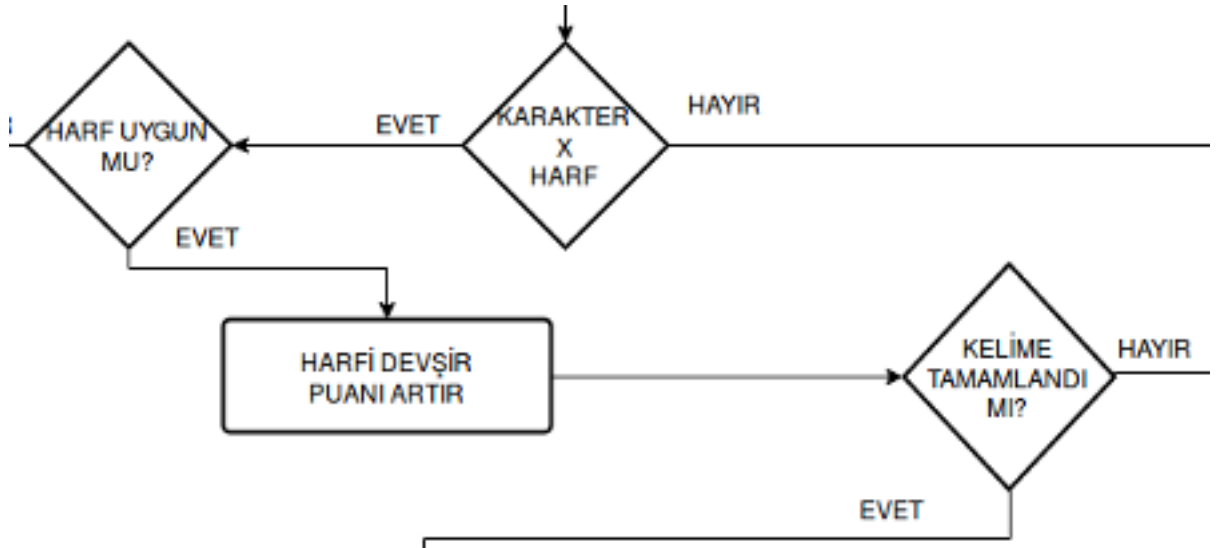 KARAKTER
X
HARF
HAYIR
EVET
HARF UYGUN
MU?
EVET
HARFİ DEVŞİR
PUANI ARTIR
KELİME
TAMAMLANDI
MI?
HAYIR
EVET